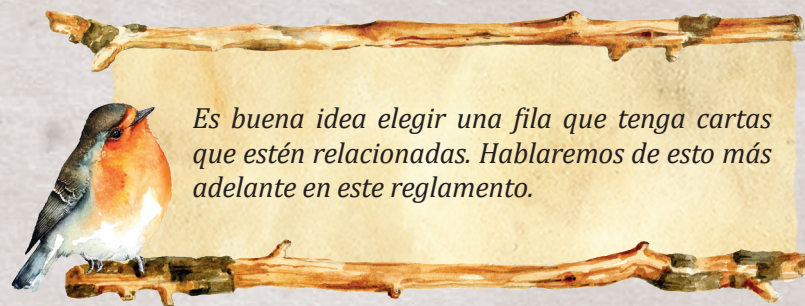 Es buena idea elegir una fila que tenga cartas
que estén relacionadas. Hablaremos de esto más
adelante en este reglamento.